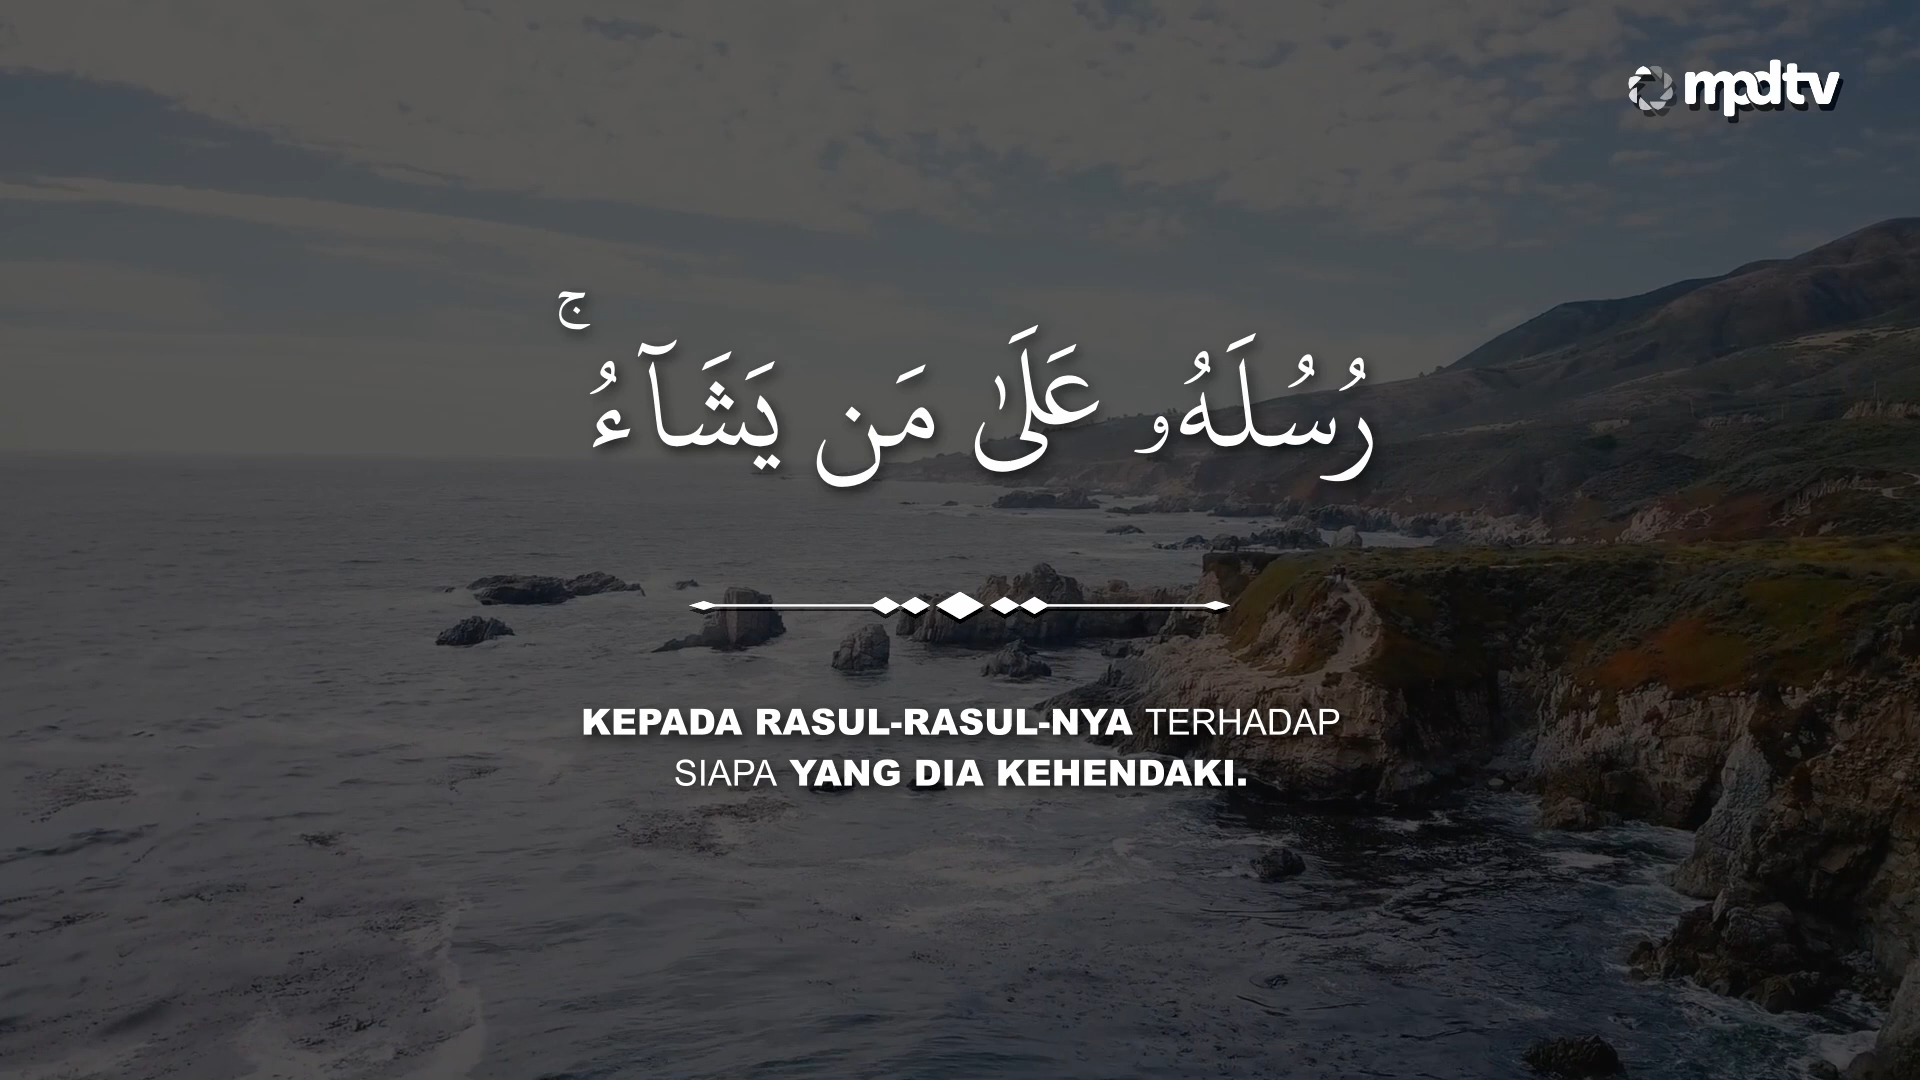 mpdtv
رُسُلَهُۥ عَلَىٰ مَن يَشَآءُ ۚ
KEPADA RASUL-RASUL-NYA TERHADAP
SIAPA YANG DIA KEHENDAKI.